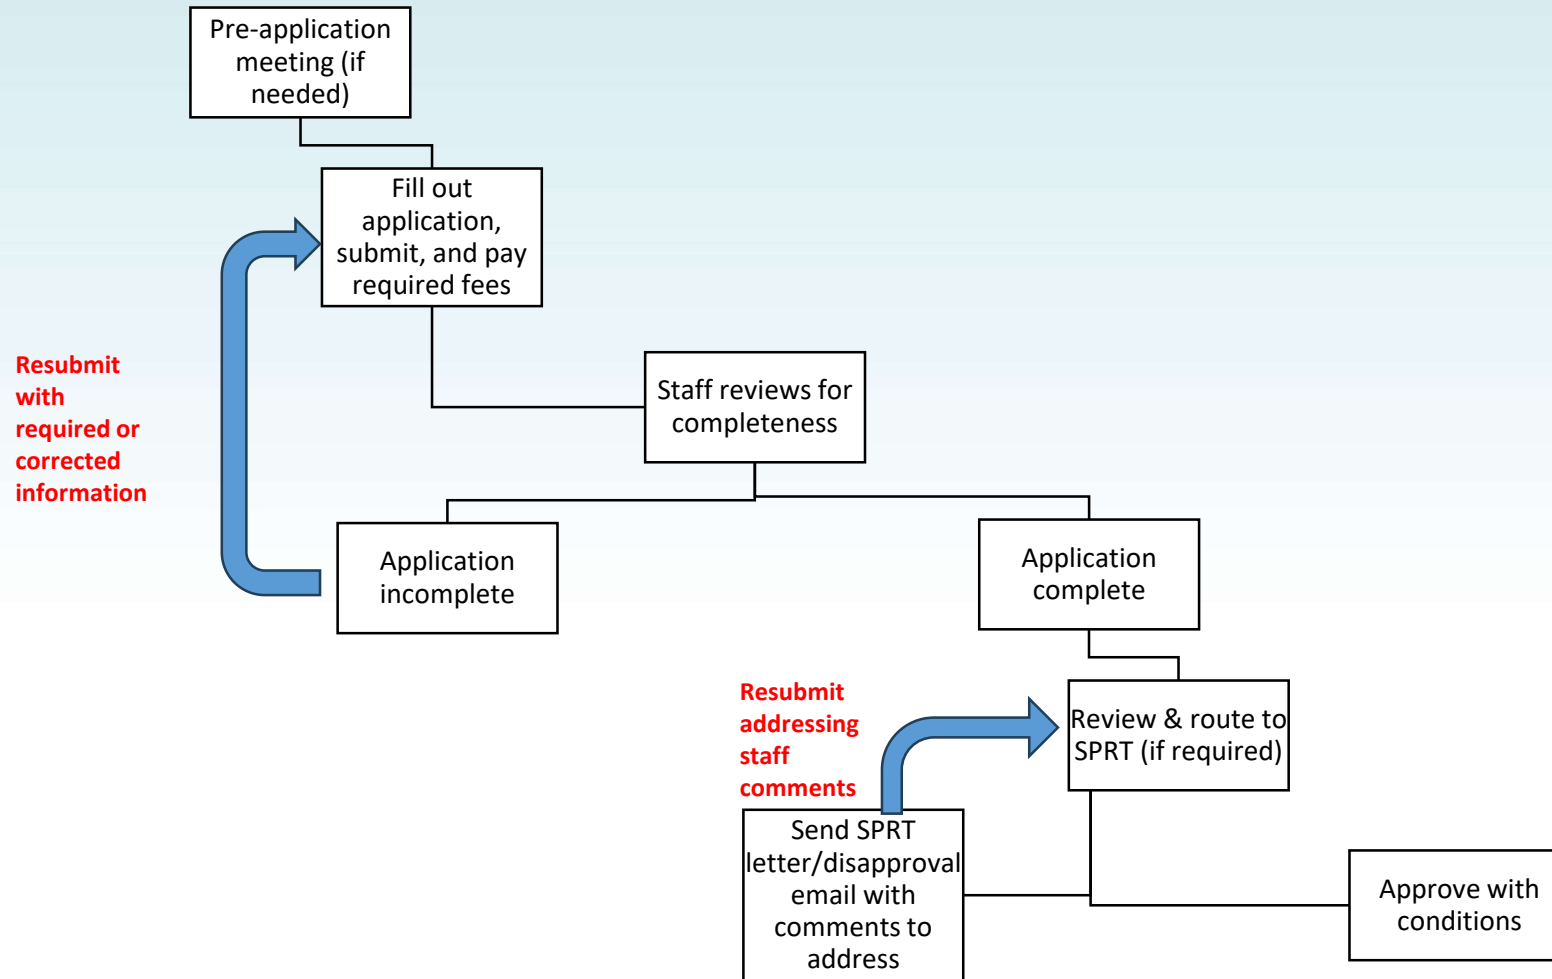 Pre-application
meeting (if
needed)
Fill out
application,
submit, and pay
required fees
Resubmit
with
required or
corrected
information
Staff reviews for
completeness
Application
incomplete
Application
complete
Resubmit
addressing
staff
comments
Review & route to
SPRT (if required)
Send SPRT
letter/disapproval
email with
comments to
address
Approve with
conditions